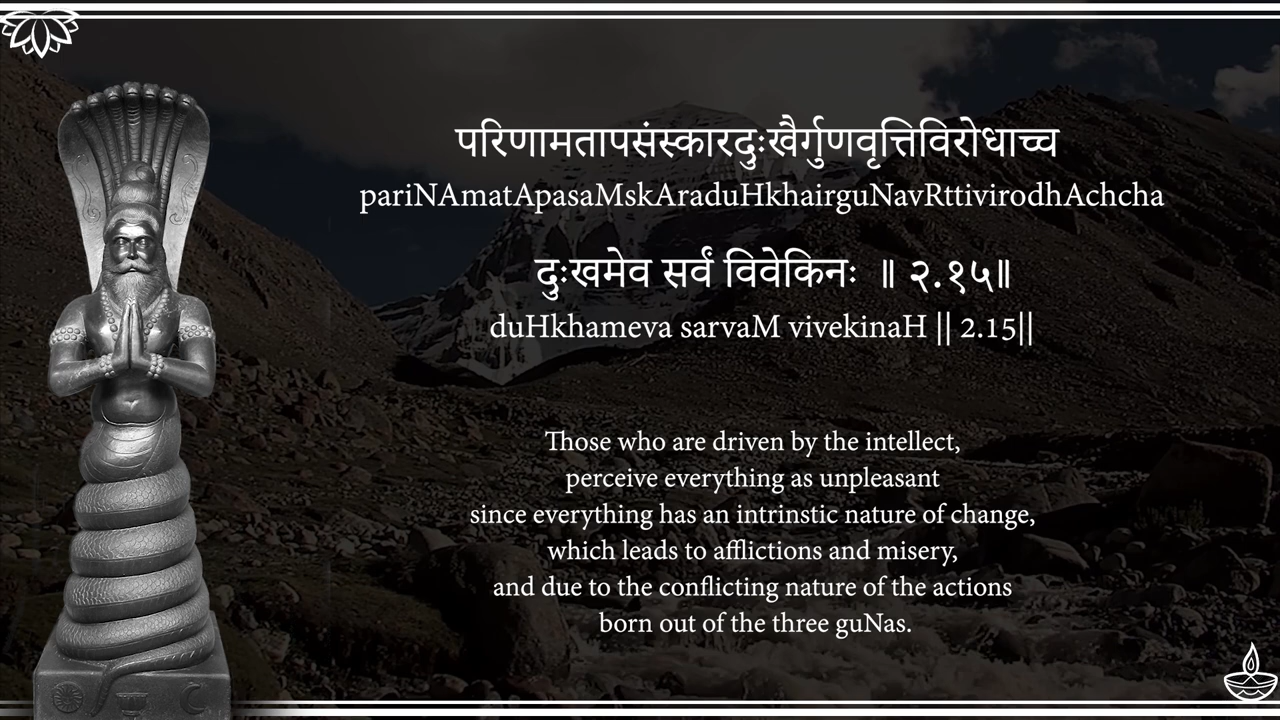 परिणामतापसंस्कारदुःखैर्गुणवृत्तिविरोधाच्च
pariNAmatApasaMskAraduHkhairguNavRttivirodhAchcha
दुःखमेव सर्वं विवेकिनः ॥ २.१५॥
duHkhameva sarvaM vivekinaH || 2.15||
Those who are driven by the intellect,
perceive everything as unpleasant
since everything has an intrinstic nature of change,
which leads to afflictions and misery,
and due to the conflicting nature of the actions
born out of the three guNas.